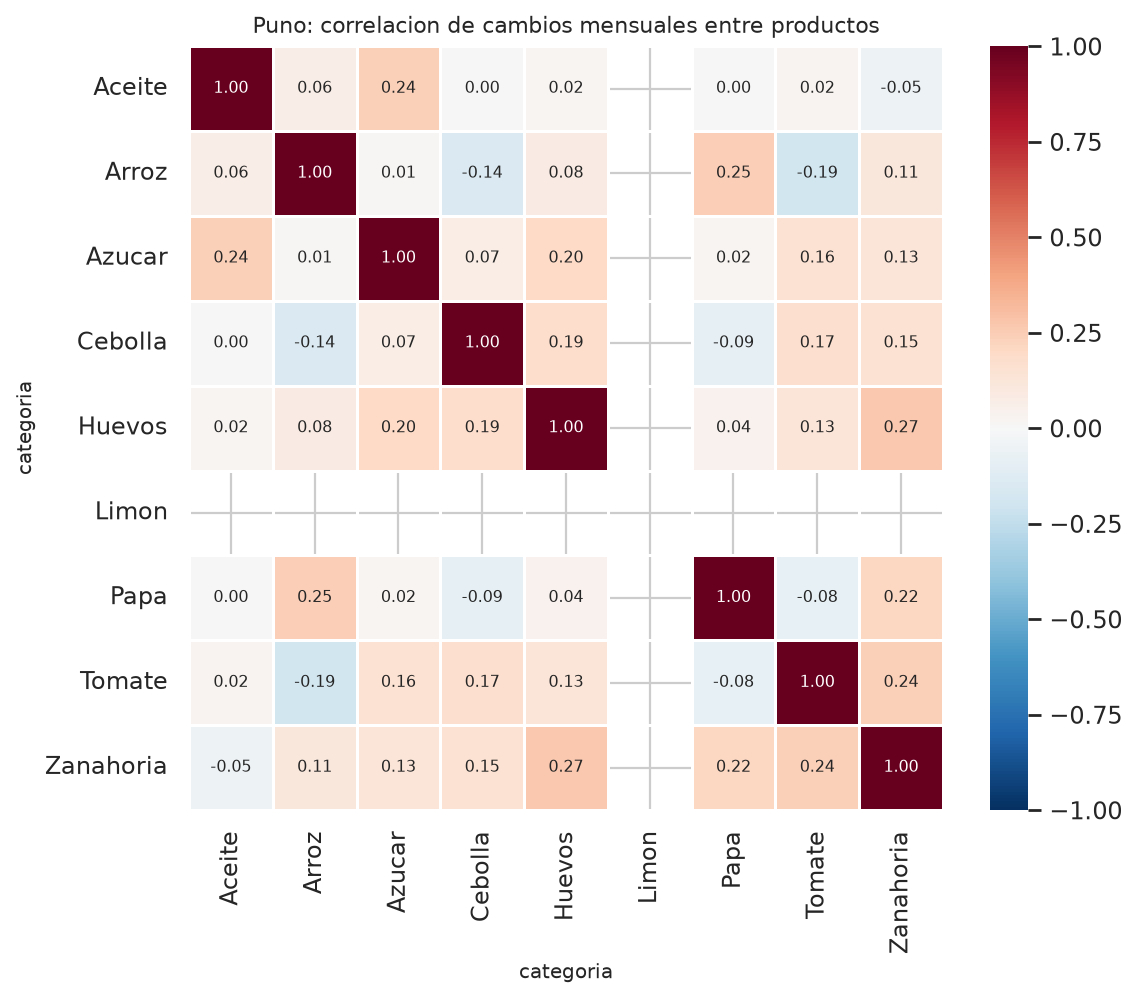 Puno: correlacion de cambios mensuales entre productos
categoria
Aceite 1.00 0.06 0.24 0.00 0.02 0.00 0.02 -0.05
Arroz 0.06 1.00 0.01 -0.14 0.08 0.25 -0.19 0.11
Azucar 0.24 0.01 1.00 0.07 0.20 0.02 0.16 0.13
Cebolla 0.00 -0.14 0.07 1.00 0.19 -0.09 0.17 0.15
Huevos 0.02 0.08 0.20 0.19 1.00 0.04 0.13 0.27
Limon
Papa 0.00 0.25 0.02 -0.09 0.04 1.00 -0.08 0.22
Tomate 0.02 -0.19 0.16 0.17 0.13 -0.08 1.00 0.24
Zanahoria -0.05 0.11 0.13 0.15 0.27 0.22 0.24 1.00
Aceite Arroz Azucar Cebolla Huevos Limon Papa Tomate Zanahoria
categoria
1.00
0.75
0.50
0.25
0.00
−0.25
−0.50
−0.75
−1.00